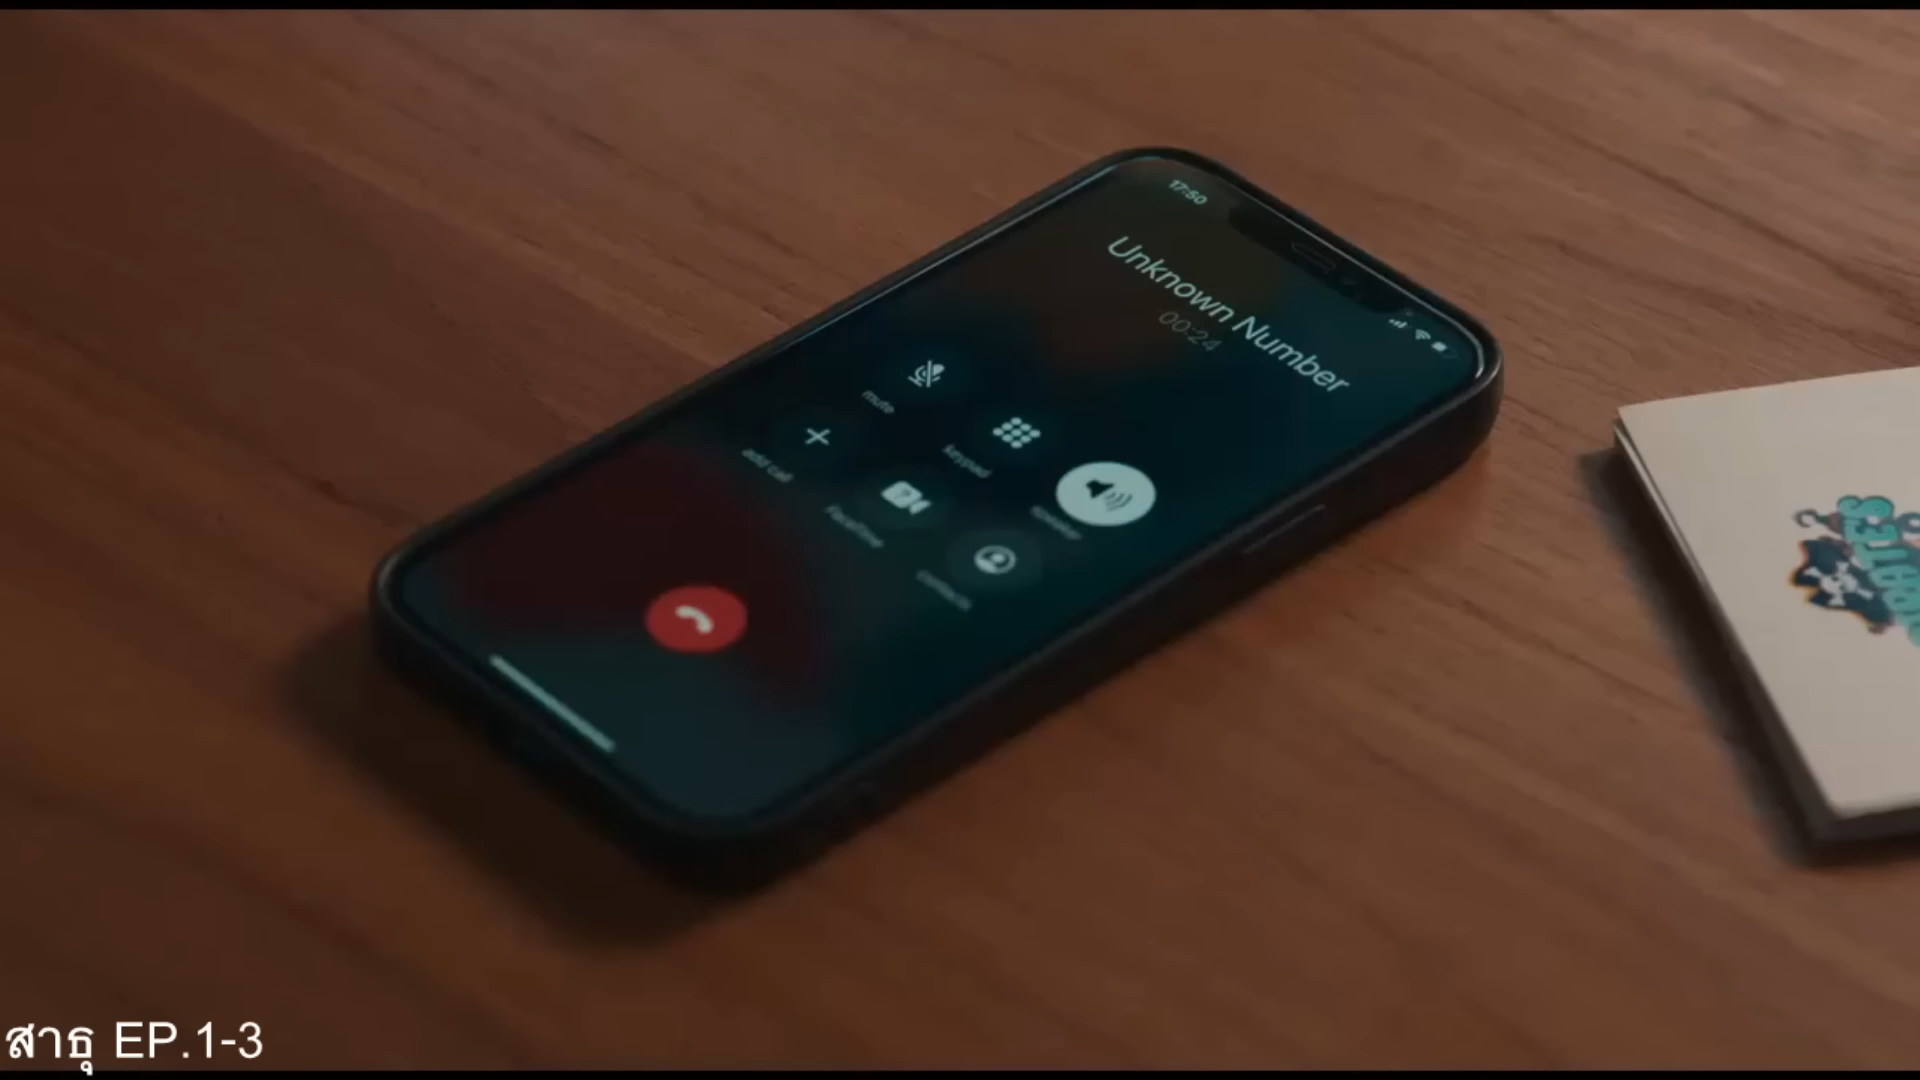 17:50
Unknown Number
00:24
mute
keypad
speaker
add call
FaceTime
contacts
PIRATE'S
สาธุ EP.1-3